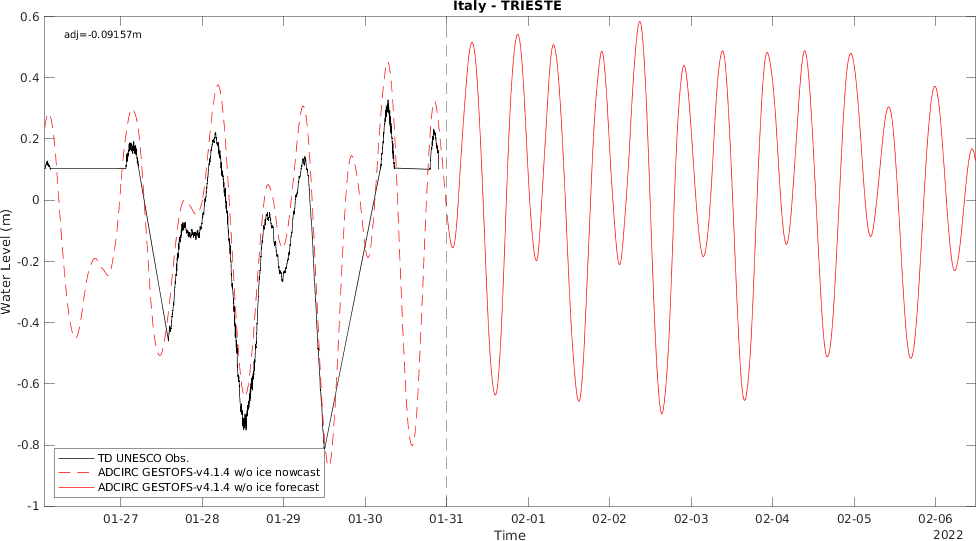 Italy - TRIESTE
adj=-0.09157m
0.6
0.4
0.2
0
-0.2
-0.4
-0.6
-0.8
-1
Water Level (m)
TD UNESCO Obs.
ADCIRC GESTOFS-v4.1.4 w/o ice nowcast
ADCIRC GESTOFS-v4.1.4 w/o ice forecast
01-27 01-28 01-29 01-30 01-31 02-01 02-02 02-03 02-04 02-05 02-06
Time
2022